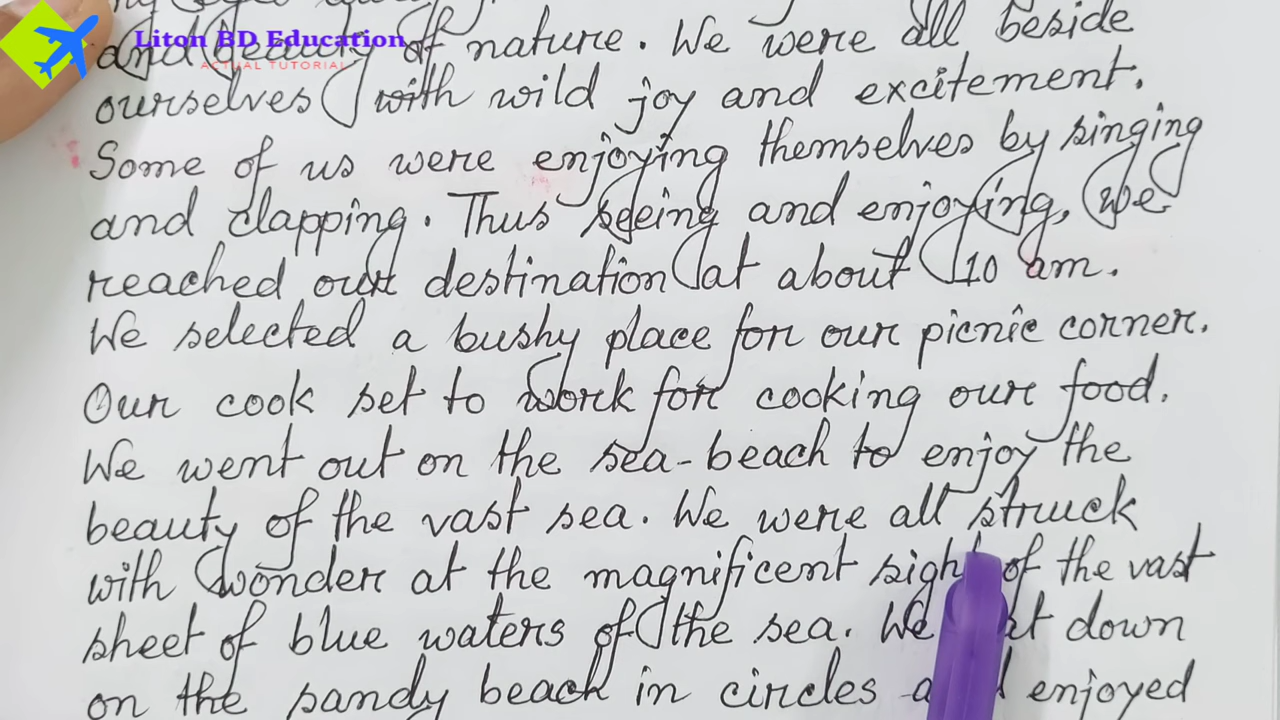 Liton BD Education
ACTUAL TUTORIAL
and beauty of nature. We were all beside
ourselves with wild joy and excitement.
Some of us were enjoying themselves by singing
and clapping. Thus seeing and enjoying, we
reached our destination at about 10 am.
We selected a bushy place for our picnic corner.
Our cook set to work for cooking our food.
We went out on the sea-beach to enjoy the
beauty of the vast sea. We were all struck
with wonder at the magnificent sigh of the vast
sheet of blue waters of the sea. We down
on the sandy beach in circles enjoyed